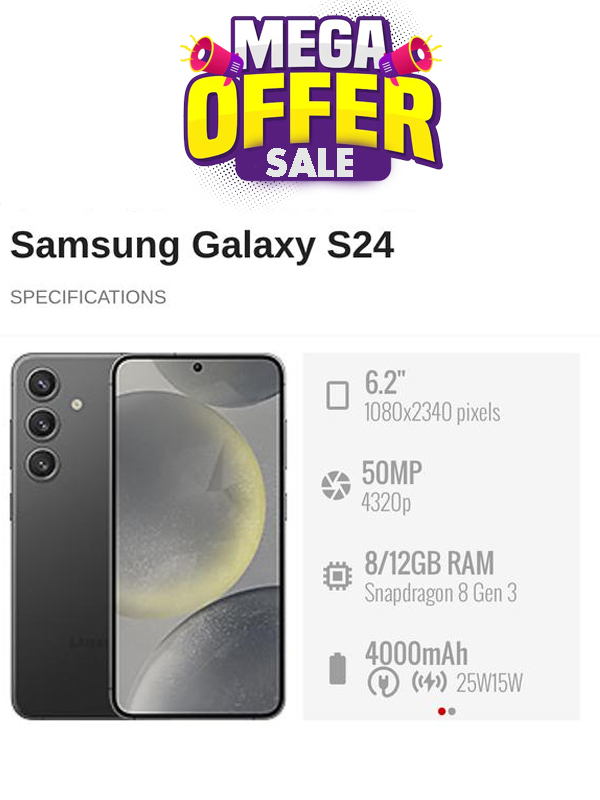 MEGA
OFFER
SALE
Samsung Galaxy S24
SPECIFICATIONS
6.2"
1080x2340 pixels
50MP
4320p
8/12GB RAM
Snapdragon 8 Gen 3
4000mAh
25W15W